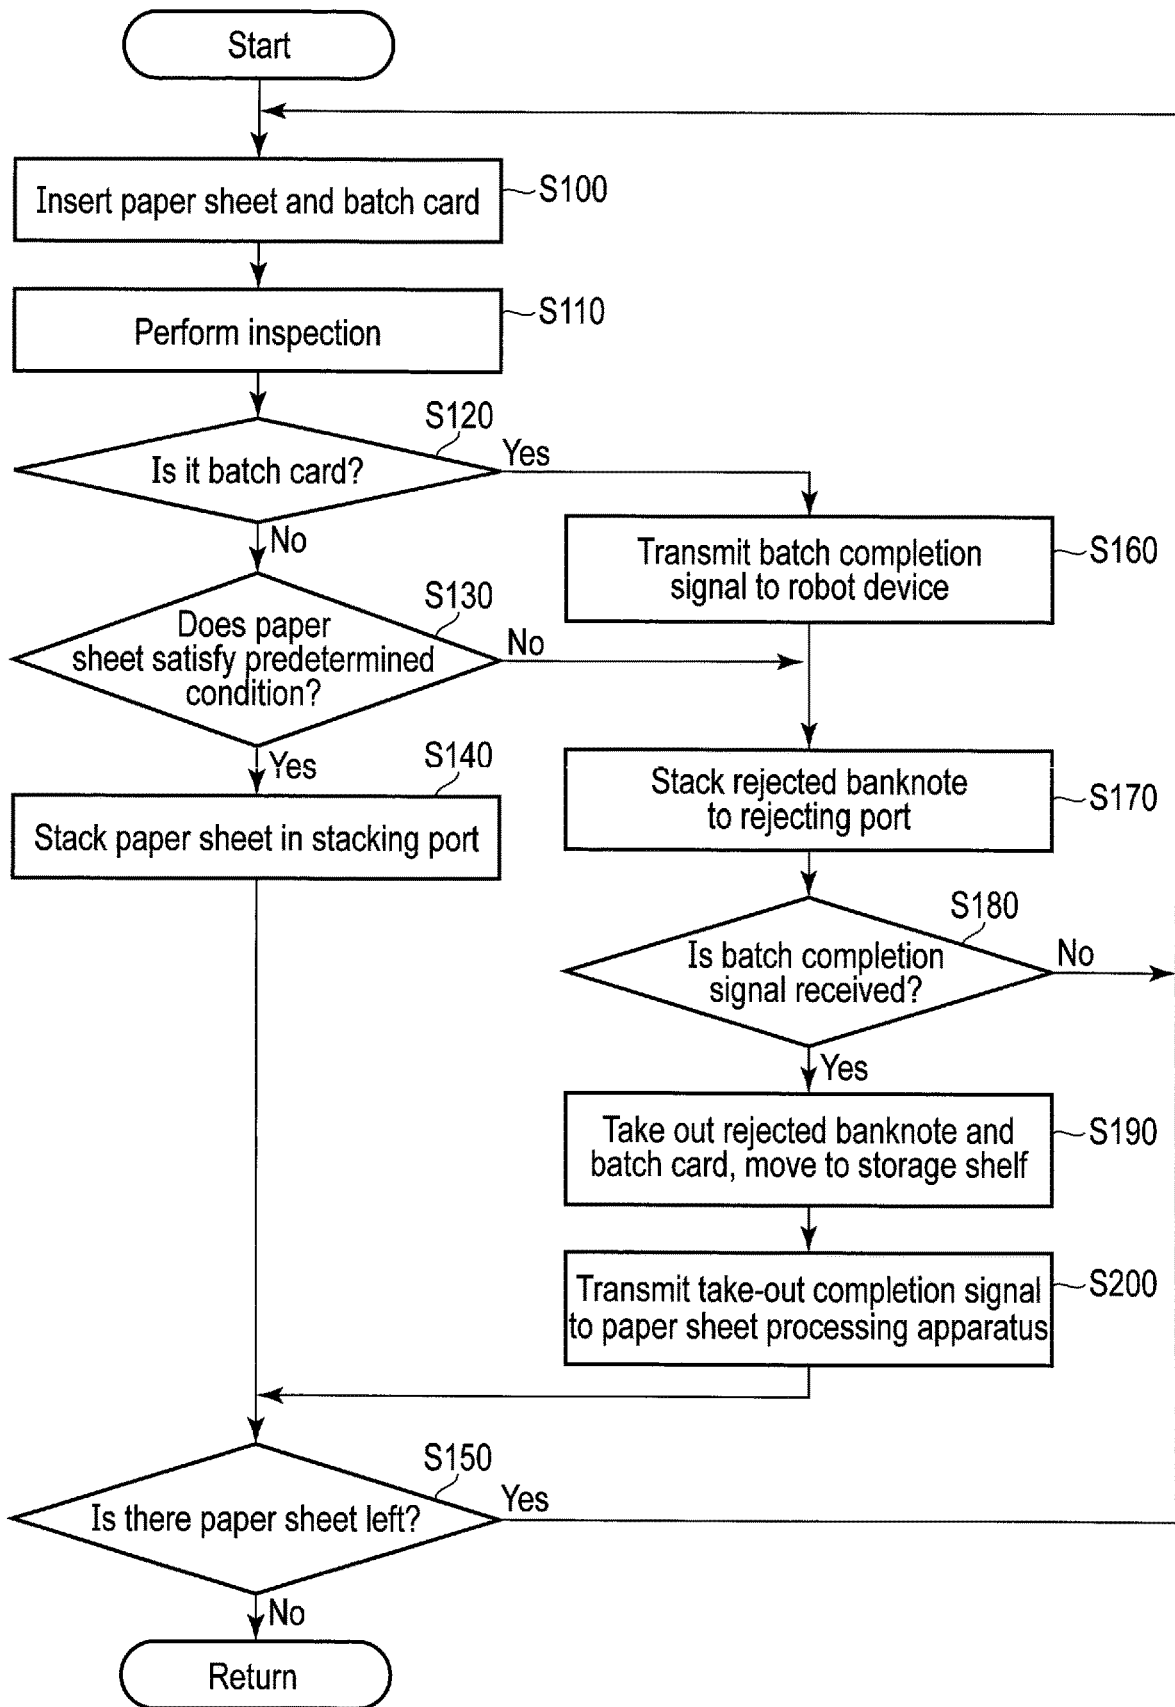 Start
Insert paper sheet and batch card
S100
Perform inspection
S110
S120
Is it batch card?
Yes
No
Transmit batch completion
signal to robot device
S160
S130
Does paper
sheet satisfy predetermined
condition?
No
Yes
S140
Stack paper sheet in stacking port
Stack rejected banknote
to rejecting port
S170
S180
Is batch completion
signal received?
No
Yes
Take out rejected banknote and
batch card, move to storage shelf
S190
Transmit take-out completion signal
to paper sheet processing apparatus
S200
S150
Is there paper sheet left?
Yes
No
Return